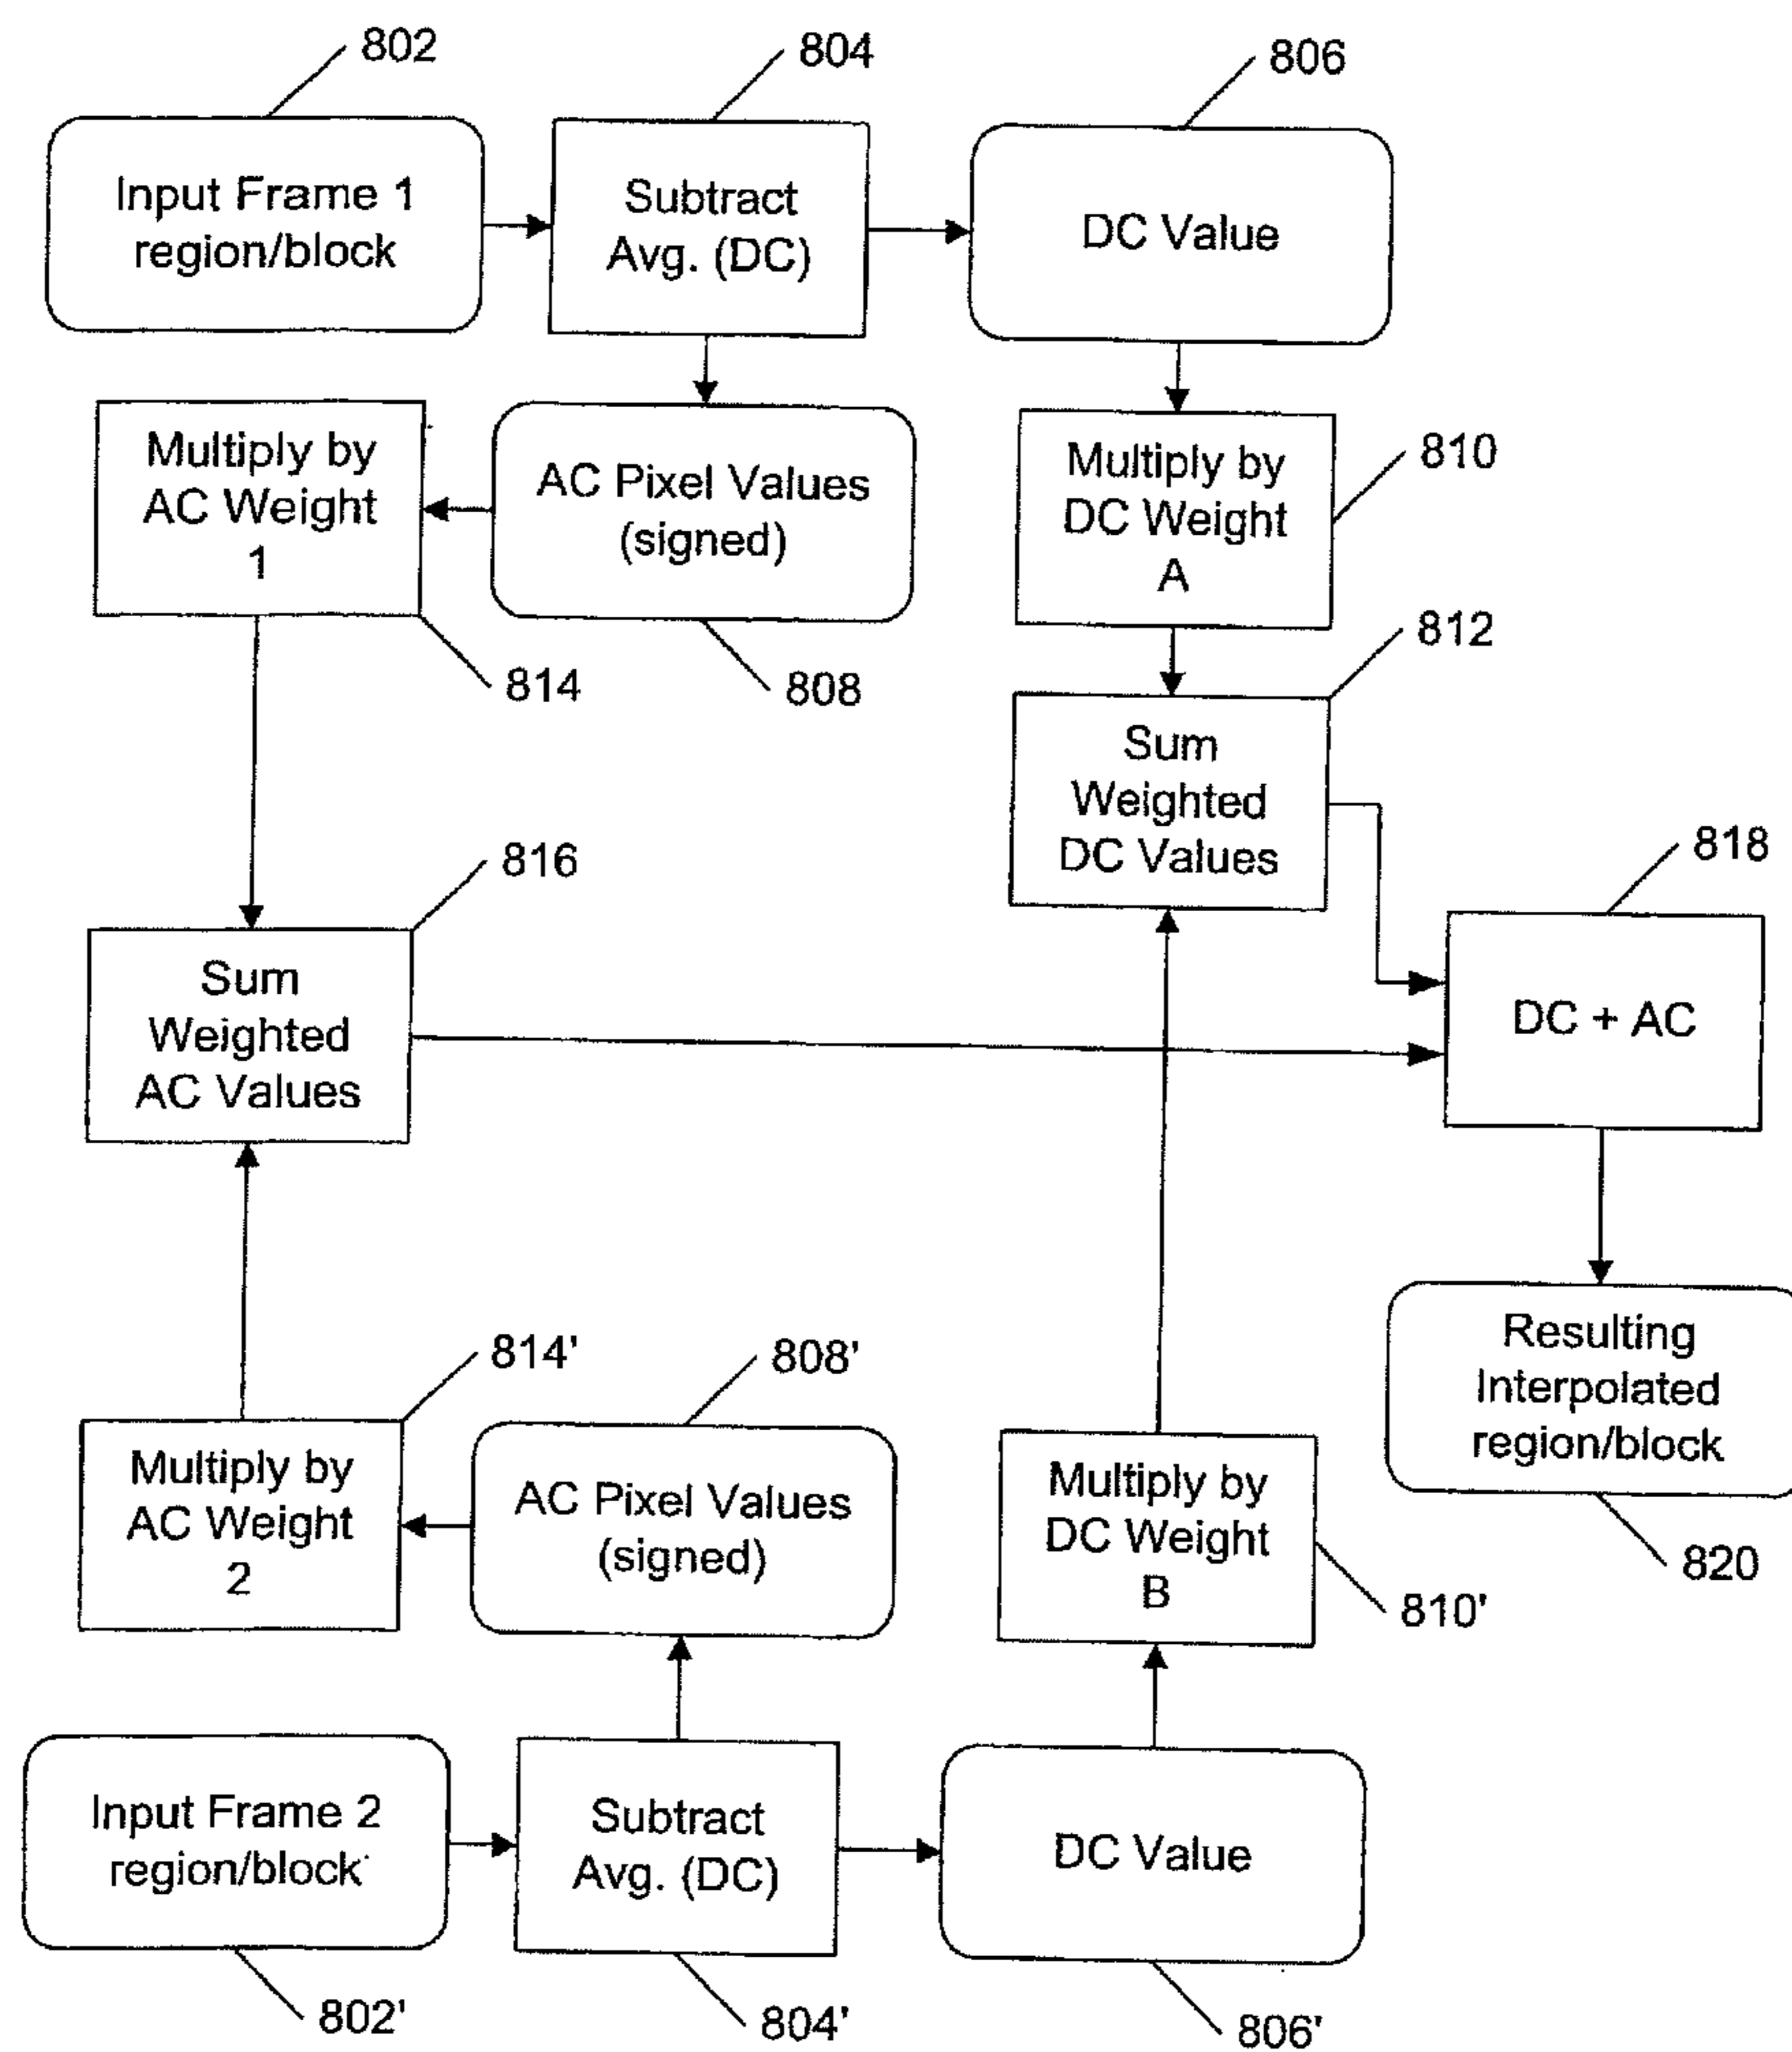 802
804
806
Input Frame 1
region/block
Subtract
Avg. (DC)
DC Value
Multiply by
AC Weight
1
AC Pixel Values
(signed)
Multiply by
DC Weight
A
810
814
808
812
Sum
Weighted
DC Values
816
818
Sum
Weighted
AC Values
DC + AC
814'
808'
Resulting
Interpolated
region/block
Multiply by
AC Weight
2
AC Pixel Values
(signed)
Multiply by
DC Weight
B
820
810'
Input Frame 2
region/block
Subtract
Avg. (DC)
DC Value
802'
804'
806'